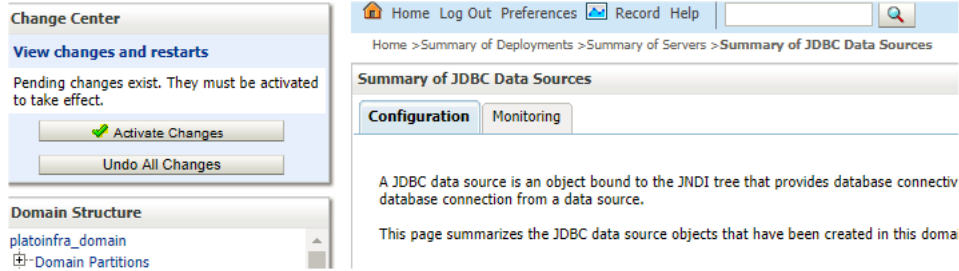 Change Center
View changes and restarts
Pending changes exist. They must be activated
to take effect.
Activate Changes
Undo All Changes
Domain Structure
platoinfra_domain
Domain Partitions
Home Log Out Preferences Record Help
Home >Summary of Deployments >Summary of Servers >Summary of JDBC Data Sources
Summary of JDBC Data Sources
Configuration Monitoring
A JDBC data source is an object bound to the JNDI tree that provides database connectiv
database connection from a data source.
This page summarizes the JDBC data source objects that have been created in this doma